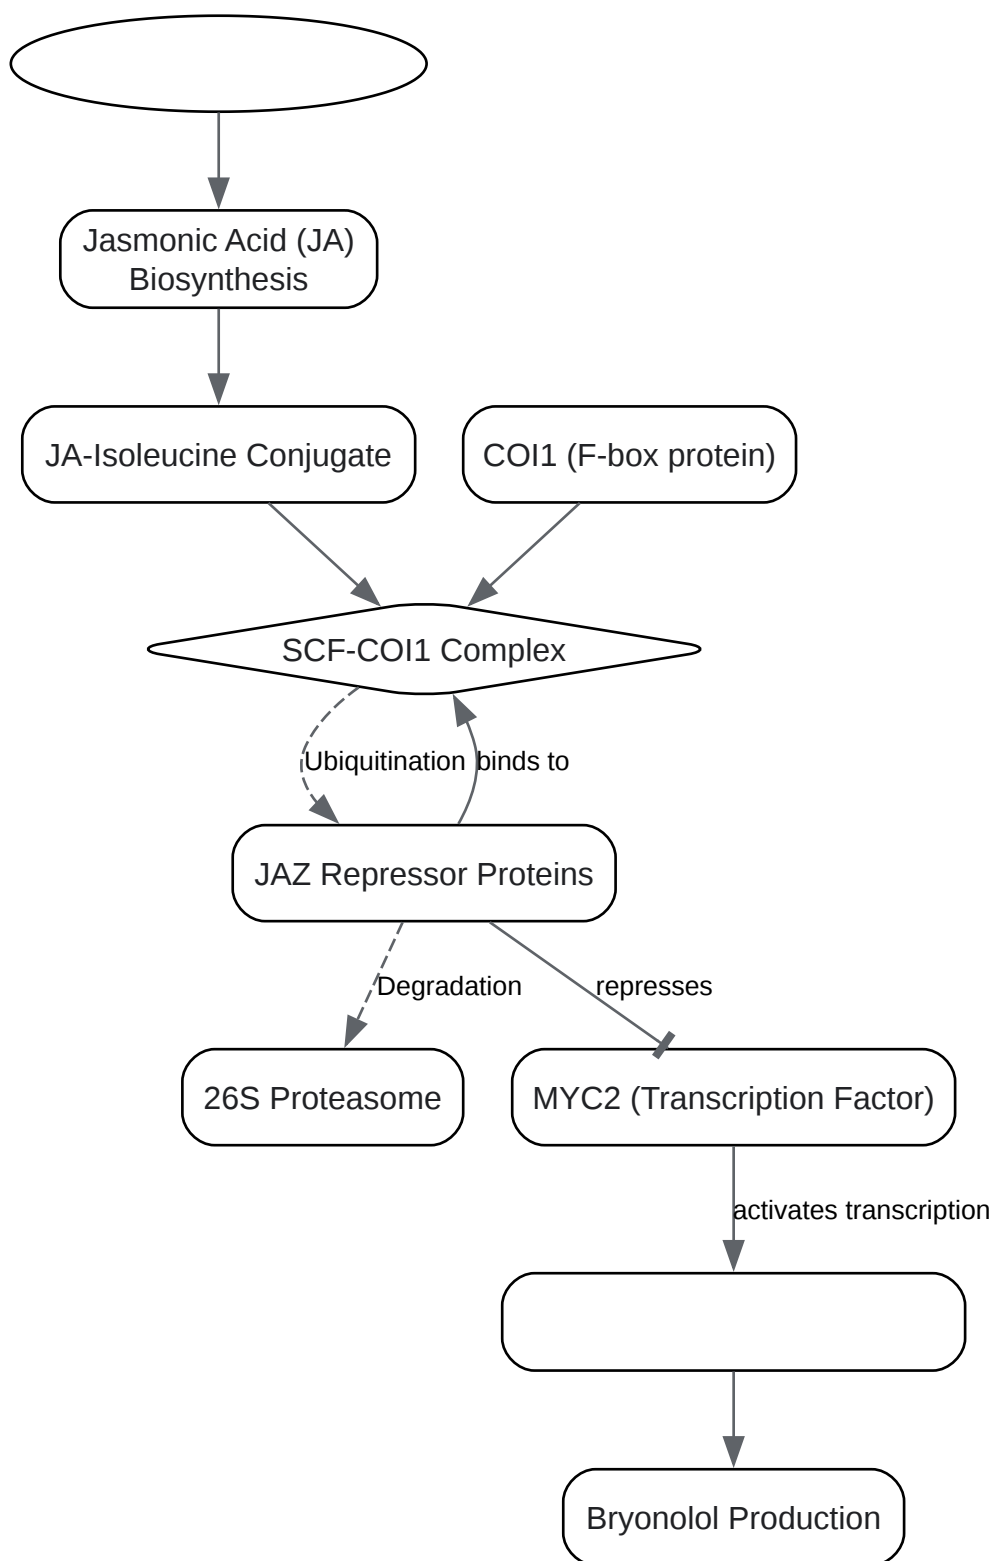 Jasmonic Acid (JA)
Biosynthesis
JA-Isoleucine Conjugate
COI1 (F-box protein)
SCF-COI1 Complex
Ubiquitination
binds to
JAZ Repressor Proteins
Degradation
represses
26S Proteasome
MYC2 (Transcription Factor)
activates transcription
Bryonolol Production